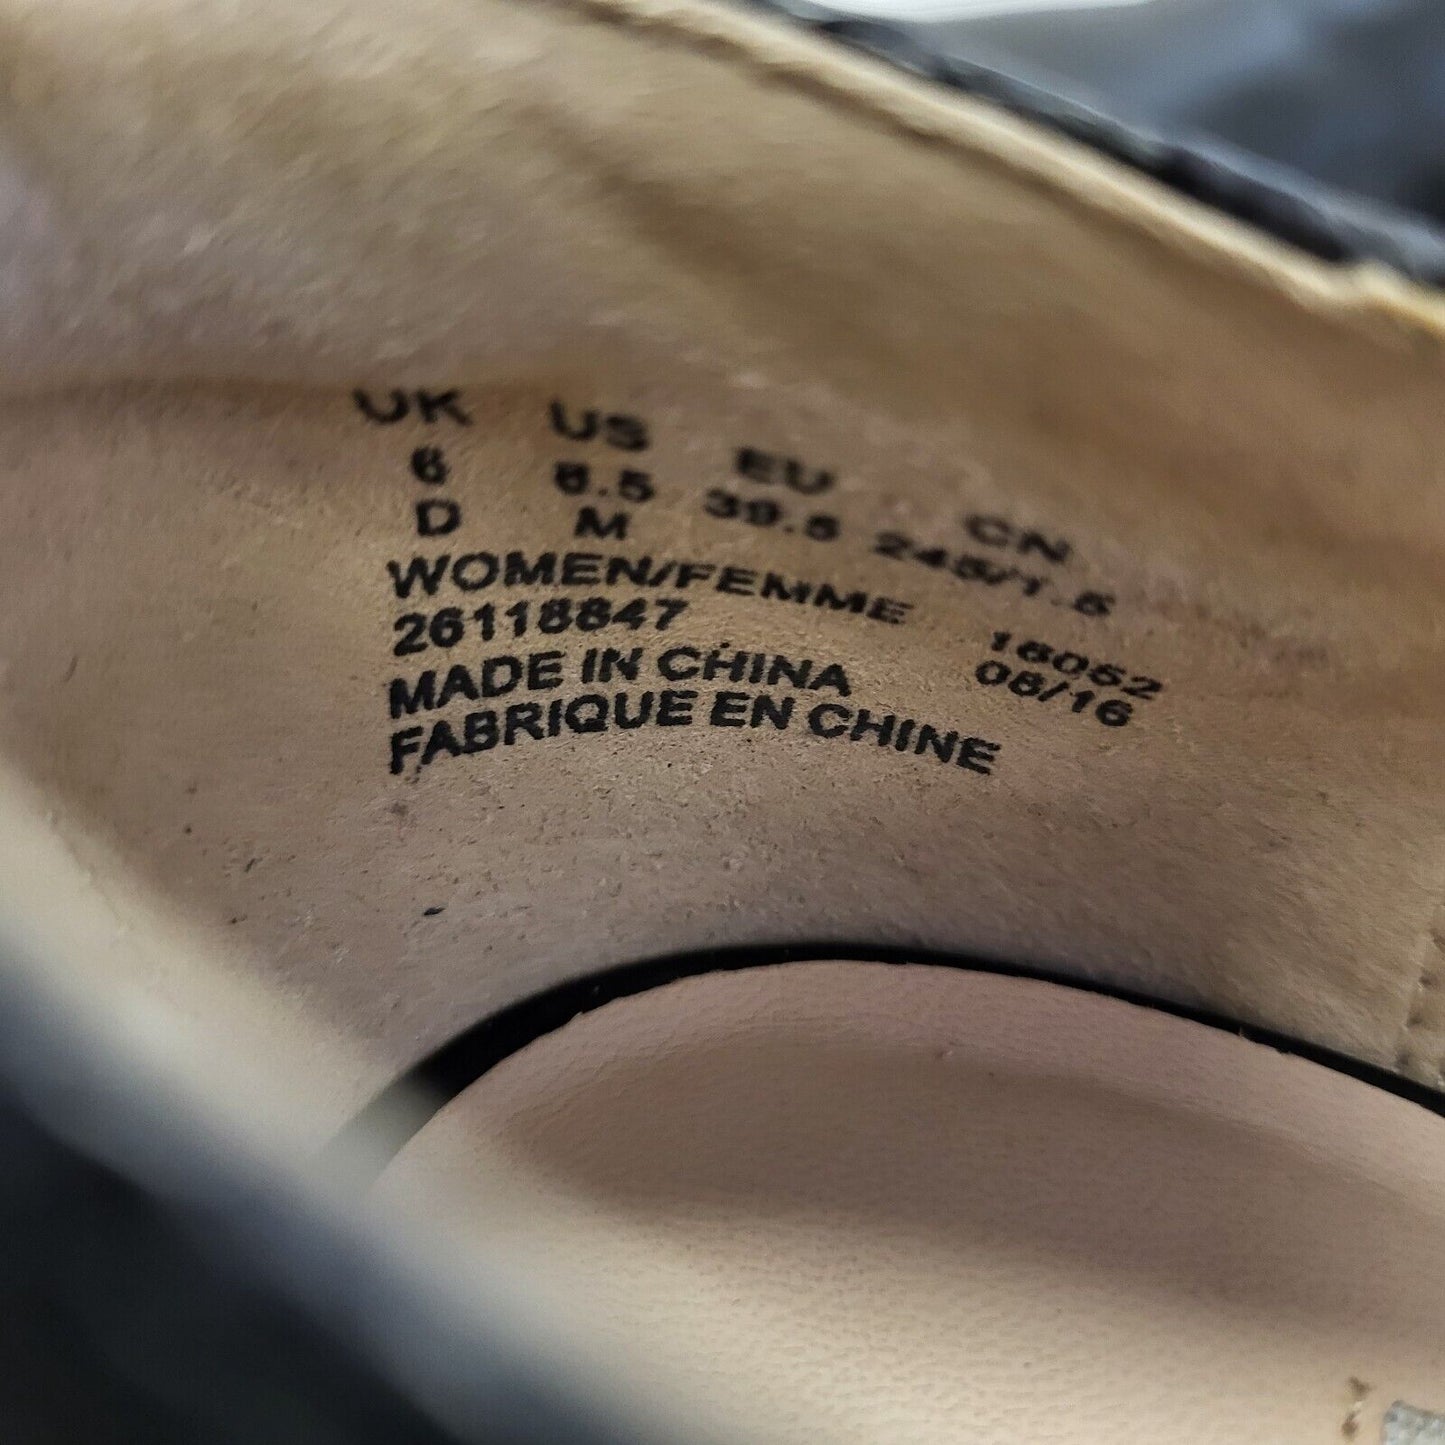 UK US EU CN
6 8.5 39.5 245/1.5
D M
WOMEN/FEMME
26118847 16052
MADE IN CHINA 08/16
FABRIQUE EN CHINE